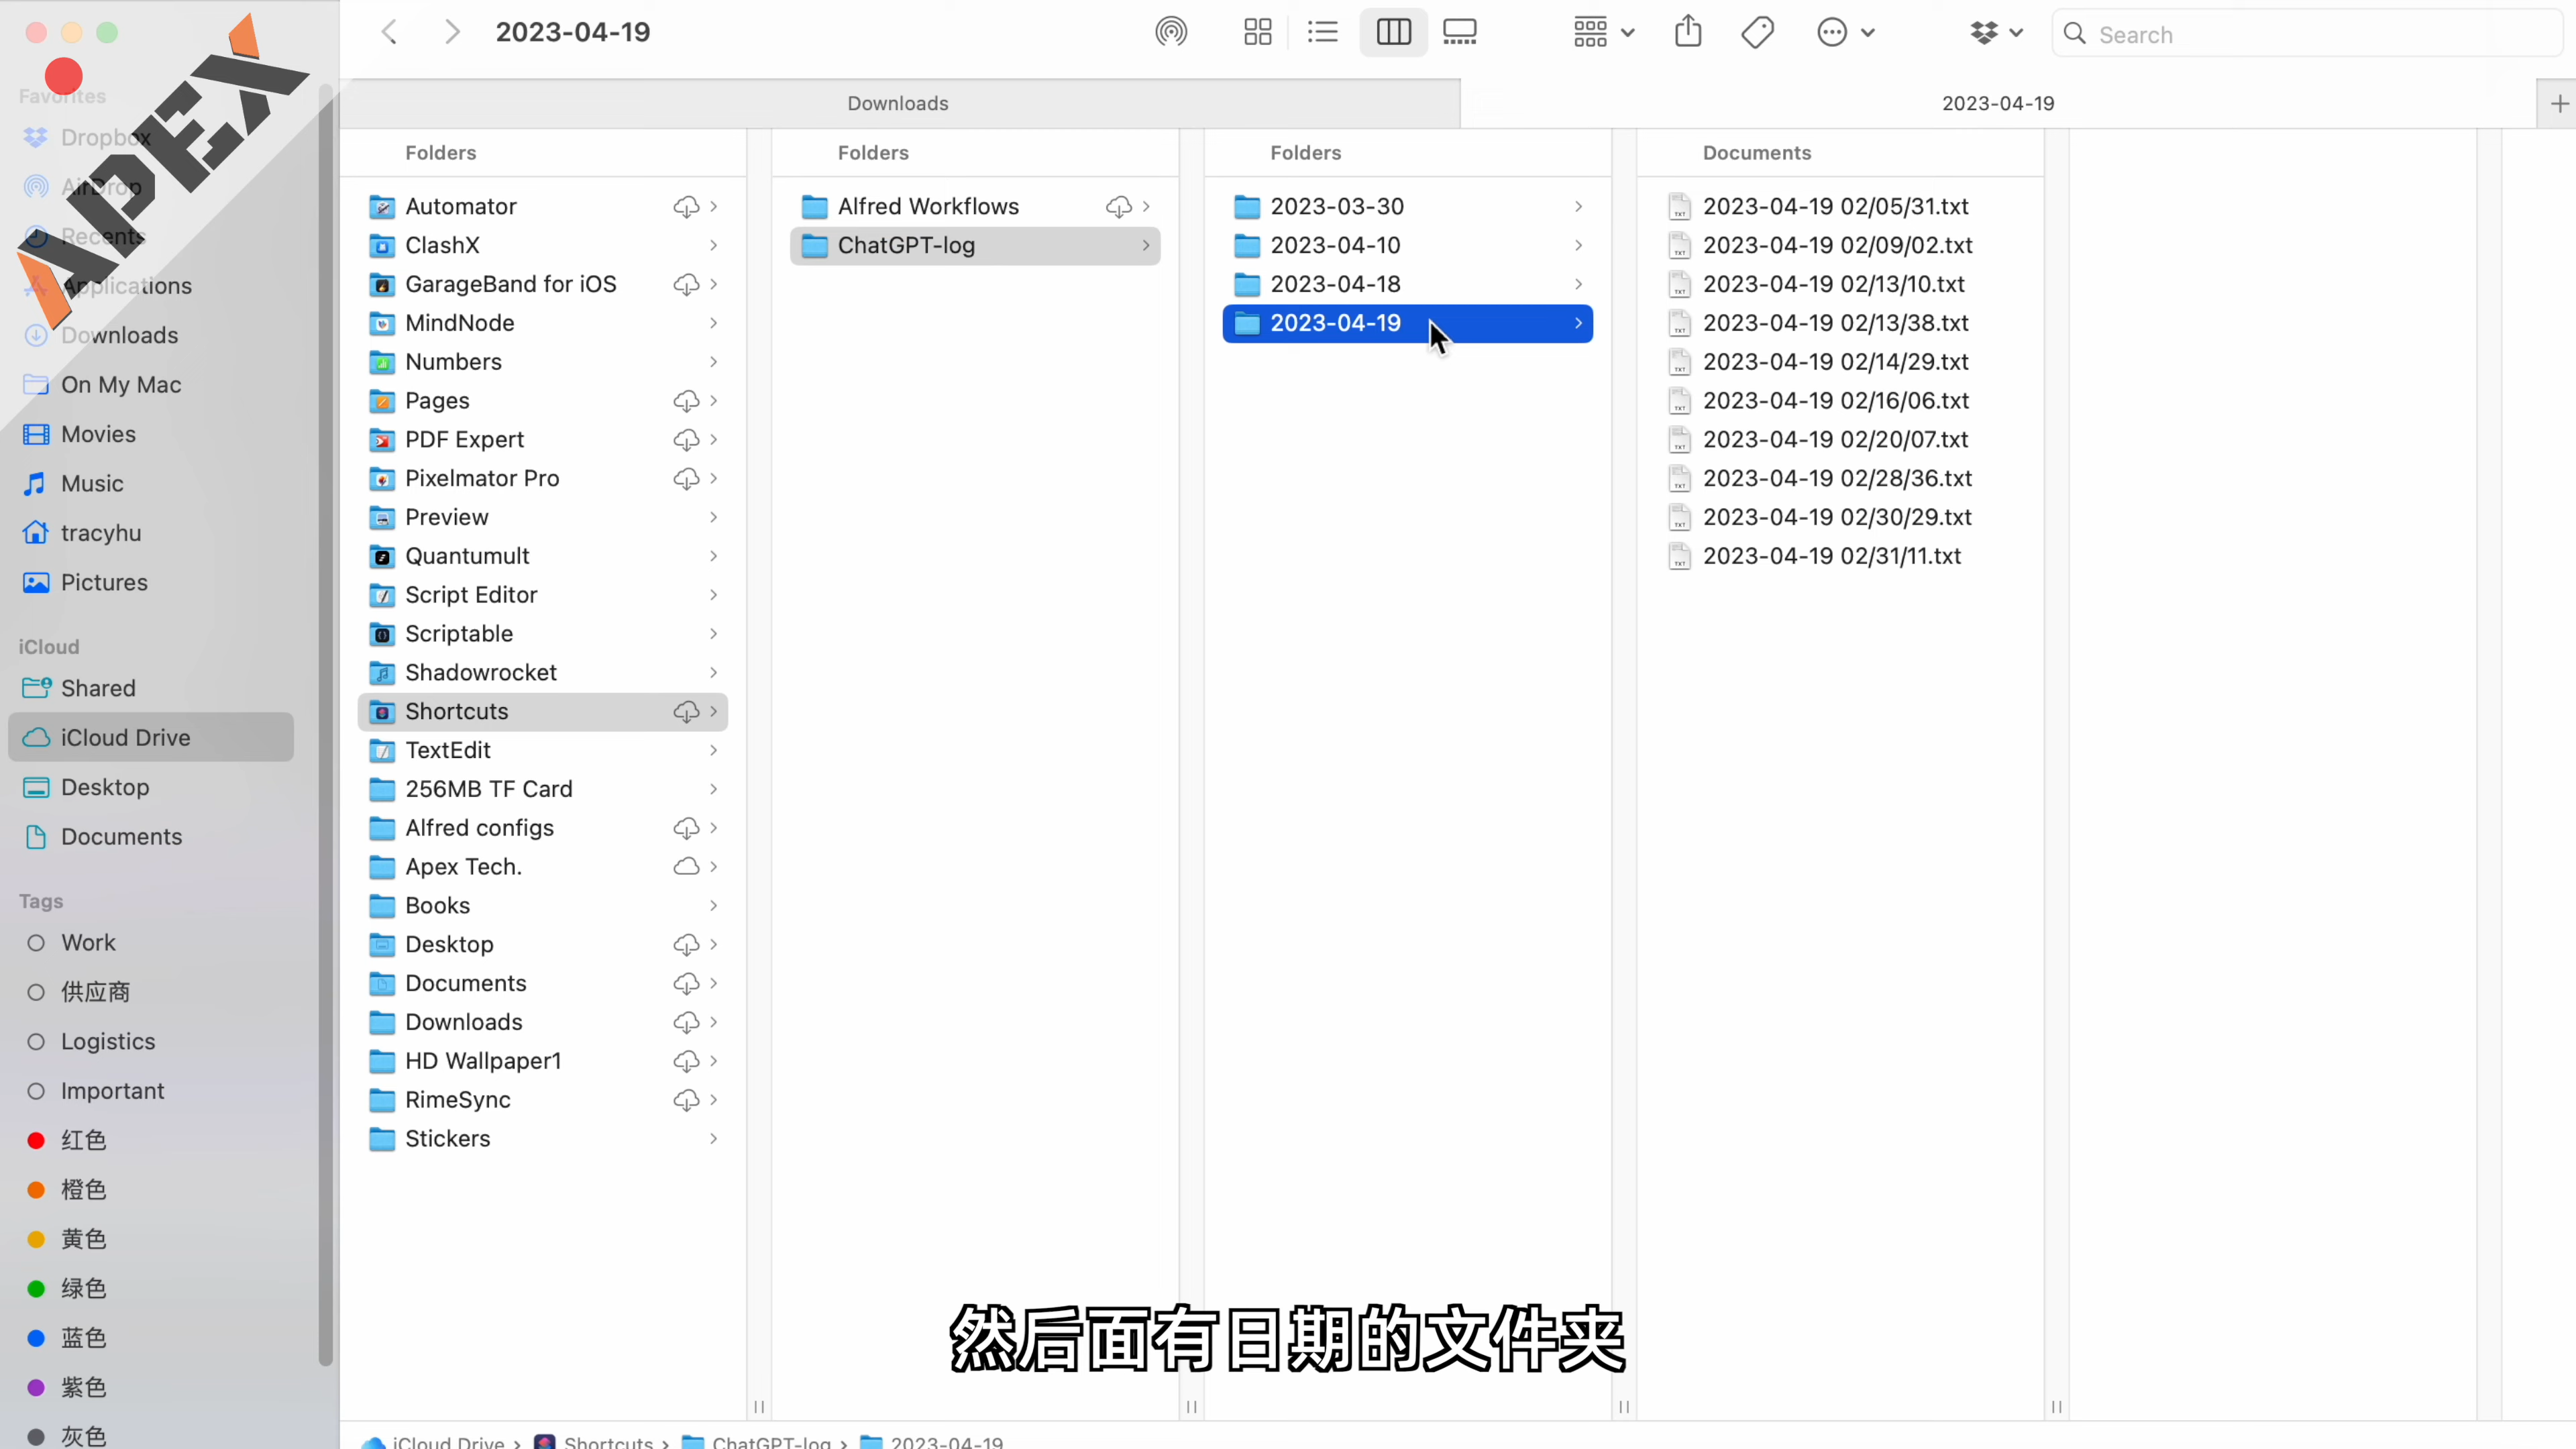 2023-04-19
Search
APEX
Downloads
2023-04-19
Favorites
Dropbox
AirDrop
Recents
Applications
Downloads
On My Mac
Movies
Music
tracyhu
Pictures
iCloud
Shared
iCloud Drive
Desktop
Documents
Tags
Work
供应商
Logistics
Important
红色
橙色
黄色
绿色
蓝色
紫色
灰色
Folders
Automator
ClashX
GarageBand for iOS
MindNode
Numbers
Pages
PDF Expert
Pixelmator Pro
Preview
Quantumult
Script Editor
Scriptable
Shadowrocket
Shortcuts
TextEdit
256MB TF Card
Alfred configs
Apex Tech.
Books
Desktop
Documents
Downloads
HD Wallpaper1
RimeSync
Stickers
Folders
Alfred Workflows
ChatGPT-log
Folders
2023-03-30
2023-04-10
2023-04-18
2023-04-19
Documents
2023-04-19 02/05/31.txt
2023-04-19 02/09/02.txt
2023-04-19 02/13/10.txt
2023-04-19 02/13/38.txt
2023-04-19 02/14/29.txt
2023-04-19 02/16/06.txt
2023-04-19 02/20/07.txt
2023-04-19 02/28/36.txt
2023-04-19 02/30/29.txt
2023-04-19 02/31/11.txt
然后面有日期的文件夹
iCloud Drive › Shortcuts › ChatGPT-log › 2023-04-19